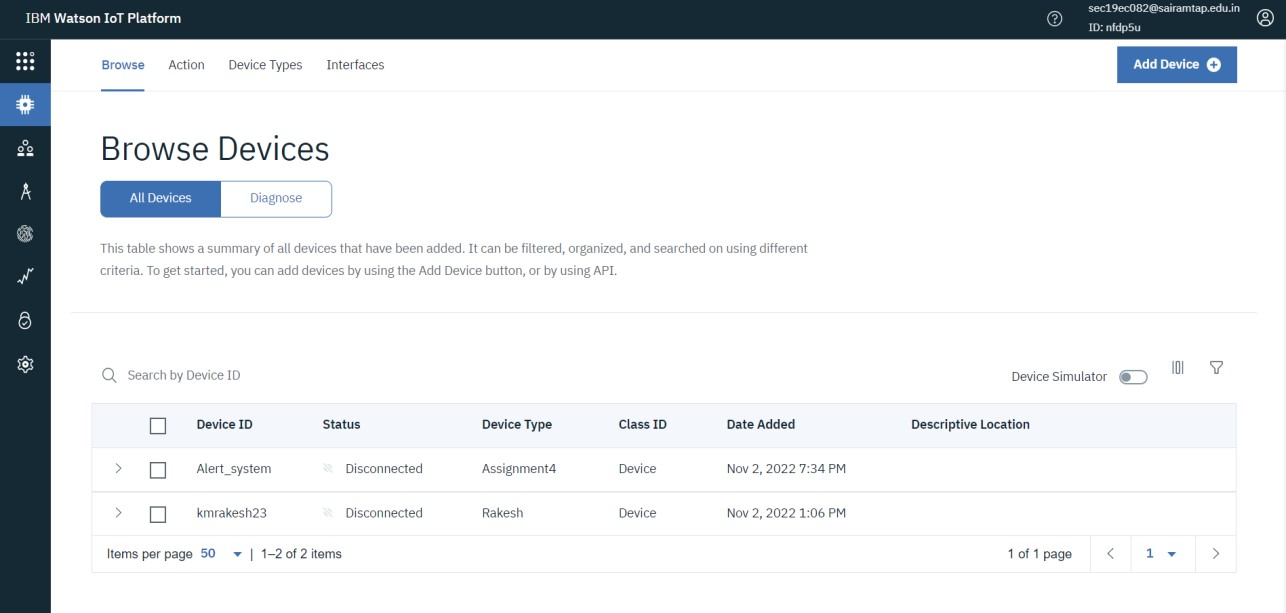 IBM Watson IoT Platform
sec19ec082@sairamtap.edu.in
ID: nfdp5u
Browse Action Device Types Interfaces
Add Device
Browse Devices
All Devices Diagnose
This table shows a summary of all devices that have been added. It can be filtered, organized, and searched on using different
criteria. To get started, you can add devices by using the Add Device button, or by using API.
Search by Device ID
Device Simulator
Device ID Status Device Type Class ID Date Added Descriptive Location
Alert_system Disconnected Assignment4 Device Nov 2, 2022 7:34 PM
kmrakesh23 Disconnected Rakesh Device Nov 2, 2022 1:06 PM
Items per page 50 | 1–2 of 2 items 1 of 1 page 1